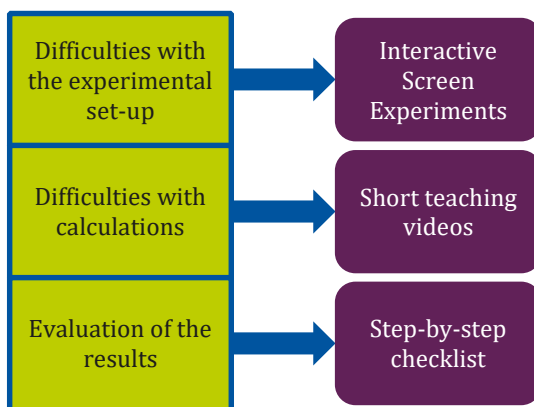 Difficulties with
the experimental
set-up
Interactive
Screen
Experiments
Difficulties with
calculations
Short teaching
videos
Evaluation of the
results
Step-by-step
checklist